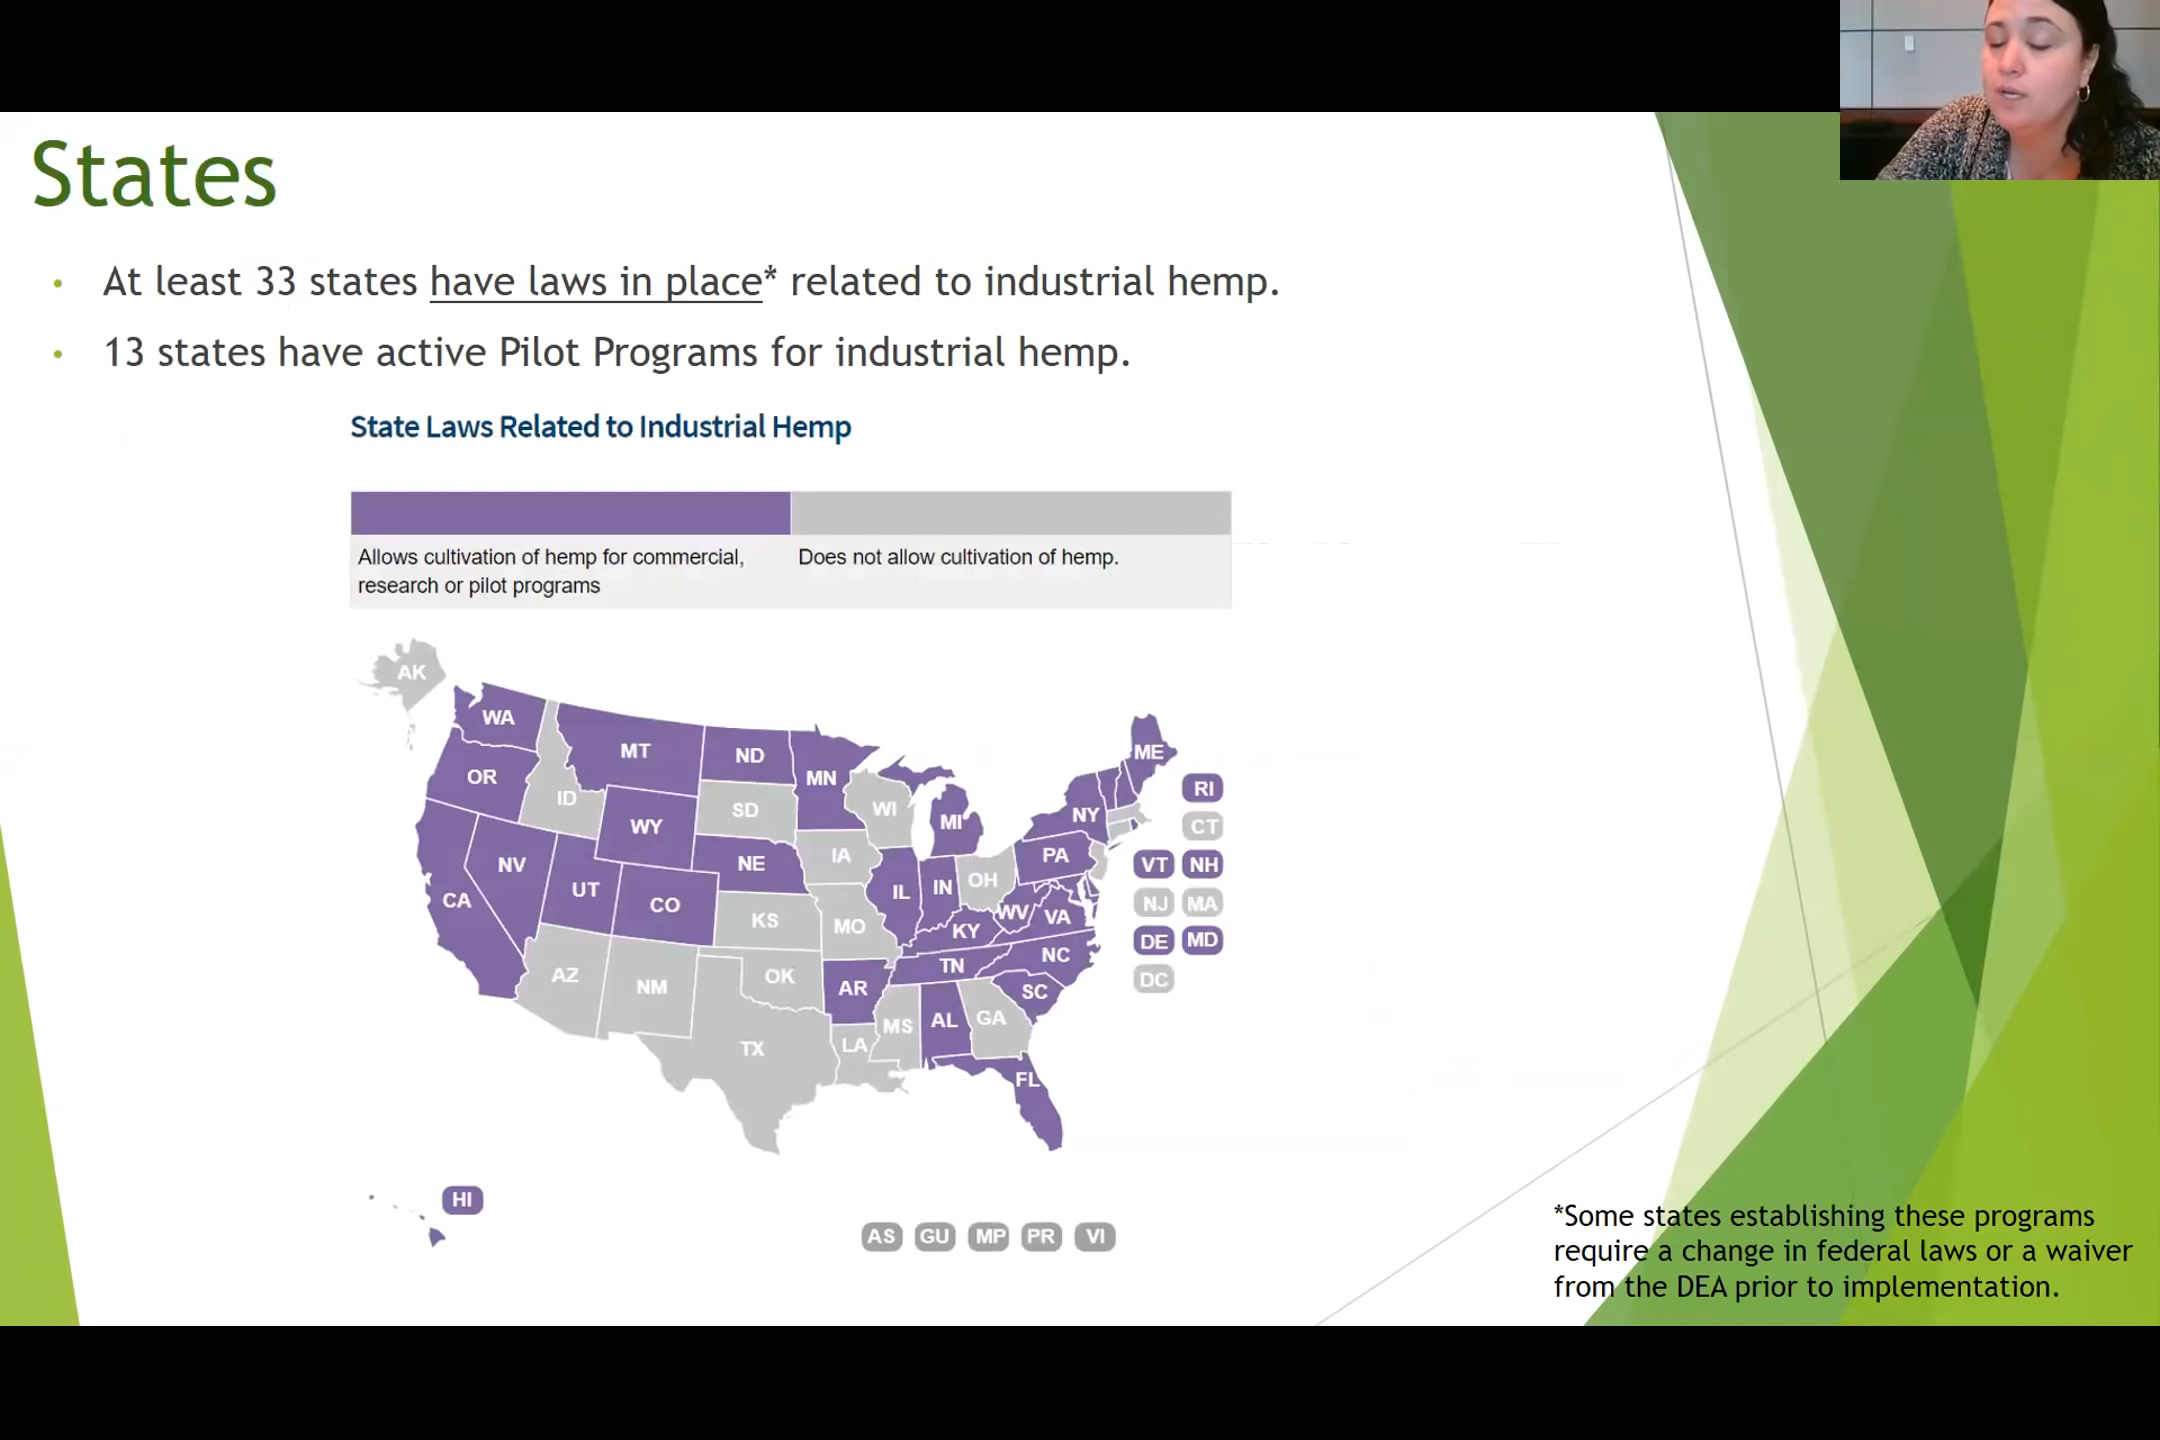 States
At least 33 states have laws in place* related to industrial hemp.
13 states have active Pilot Programs for industrial hemp.
State Laws Related to Industrial Hemp
Allows cultivation of hemp for commercial,
research or pilot programs
Does not allow cultivation of hemp.
AK
WA
MT
ND
MN
ME
OR
ID
SD
WI
MI
NY
RI
WY
CT
NV
NE
IA
PA
VT NH
CA
UT
CO
IL
IN
OH
NJ MA
KS
MO
KY
WV
VA
DE MD
AZ
NM
OK
AR
TN
NC
DC
SC
TX
LA
MS
AL
GA
FL
HI
AS GU MP PR VI
*Some states establishing these programs
require a change in federal laws or a waiver
from the DEA prior to implementation.